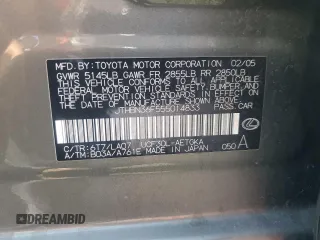 MFD. BY: TOYOTA MOTOR CORPORATION 02/05
GVWR 5145LB GAWR FR 2855LB RR 2850LB
THIS VEHICLE CONFORMS TO ALL APPLICABLE
FEDERAL MOTOR VEHICLE SAFETY, BUMPER, AND
THEFT PREVENTION STANDARDS IN EFFECT ON
THE DATE OF MANUFACTURE SHOWN ABOVE.
JTHBN36F555014833
PASS. CAR
C/TR: 6T7/LA07 UCF30L-AETGKA
A/TM: B03A/A761E MADE IN JAPAN 050 A
DREAMBID